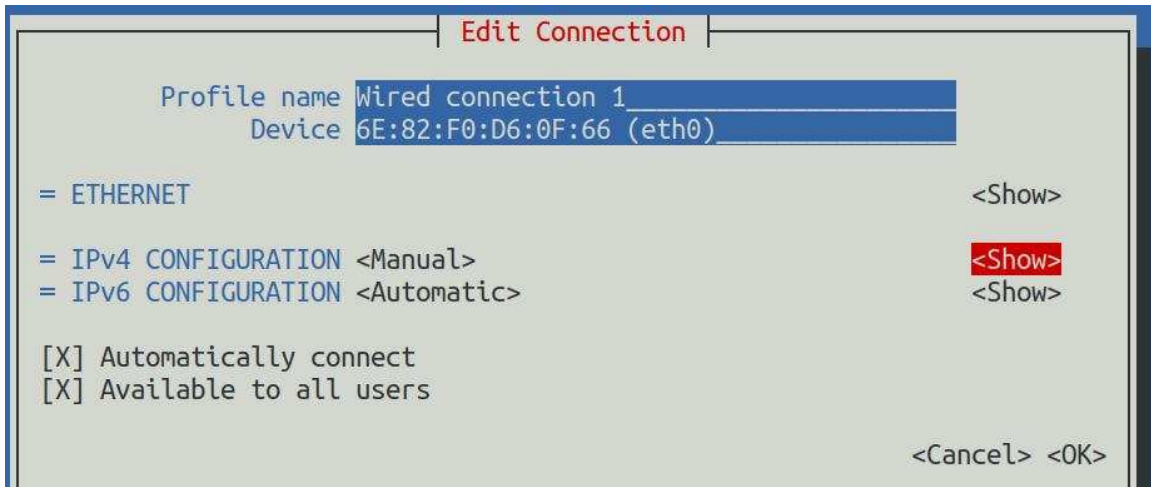 Edit Connection
Profile name Wired connection 1
Device 6E:82:F0:D6:0F:66 (eth0)
= ETHERNET <Show>
= IPv4 CONFIGURATION <Manual> <Show>
= IPv6 CONFIGURATION <Automatic> <Show>
[X] Automatically connect
[X] Available to all users
<Cancel> <OK>